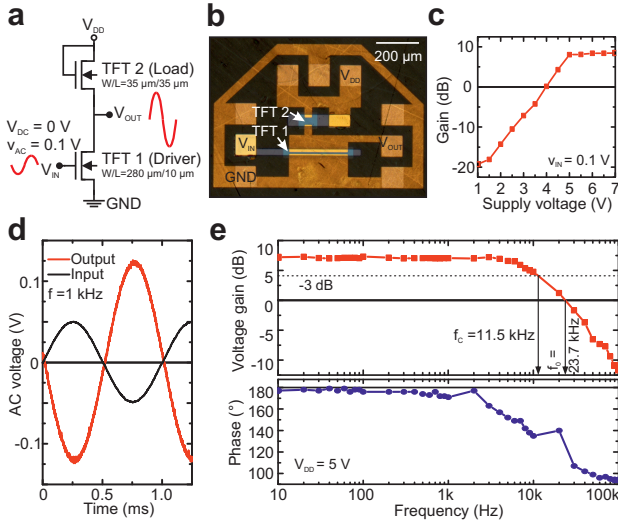 a
V_DD
TFT 2 (Load)
W/L=35 µm/35 µm
V_OUT
V_DC = 0 V
v_AC = 0.1 V
V_IN
TFT 1 (Driver)
W/L=280 µm/10 µm
GND
b
200 µm
V_DD
TFT 2
TFT 1
V_IN
V_OUT
GND
c
Gain (dB)
10
5
0
-5
-10
-15
-20
v_IN = 0.1 V
1 2 3 4 5 6 7
Supply voltage (V)
d
Output
Input
f =1 kHz
AC voltage (V)
0.1
0
-0.1
0 0.5 1.0
Time (ms)
e
Voltage gain (dB)
10
5
0
-5
-10
-3 dB
f_C =11.5 kHz
f_0 =
23.7 kHz
Phase (°)
180
160
140
120
100
V_DD = 5 V
10 100 1k 10k 100k
Frequency (Hz)